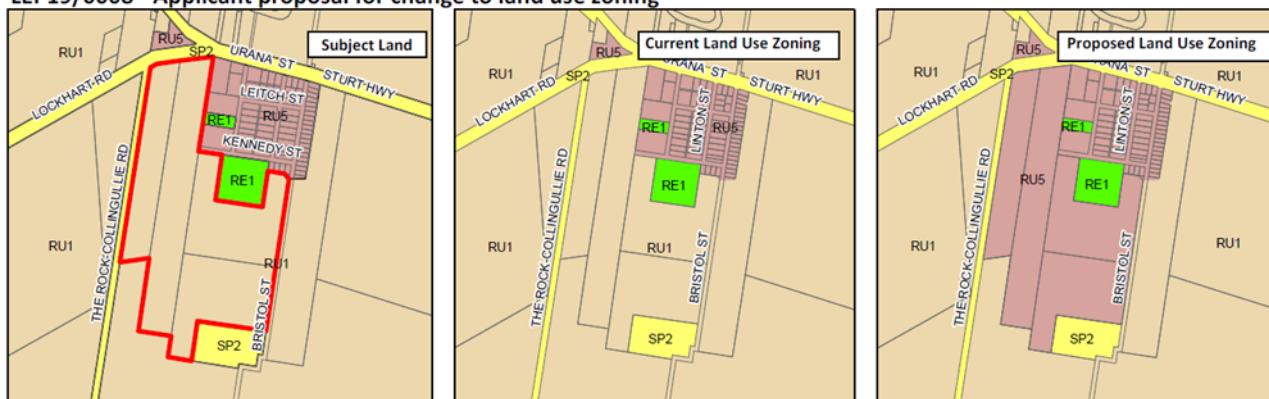 LEP19/0008 - Applicant proposal for change to land use zoning
Subject Land
RU1
RU5
SP2
URANA ST
STURT HWY
RU1
LOCKHART RD
LEITCH ST
RE1
RU5
KENNEDY ST
RE1
THE ROCK-COLLINGULLIE RD
RU1
RU1
BRISTOL ST
SP2
Current Land Use Zoning
RU1
RU5
SP2
URANA ST
STURT HWY
RU1
LOCKHART RD
RE1
LINTON ST
RU5
RE1
THE ROCK-COLLINGULLIE RD
RU1
BRISTOL ST
SP2
Proposed Land Use Zoning
RU1
RU5
SP2
URANA ST
STURT HWY
RU1
LOCKHART RD
RE1
LINTON ST
RU5
RE1
THE ROCK-COLLINGULLIE RD
RU1
RU1
BRISTOL ST
SP2